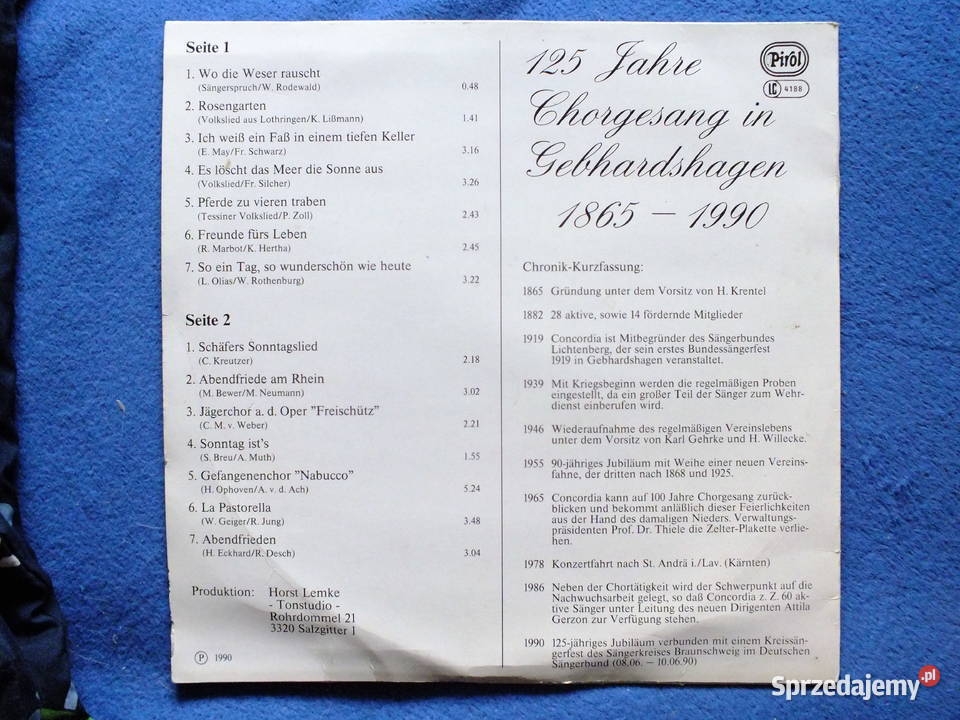 Seite 1
1. Wo die Weser rauscht
(Sängerspruch/W. Rodewald) 0.48
2. Rosengarten
(Volkslied aus Lothringen/K. Lißmann) 1.41
3. Ich weiß ein Faß in einem tiefen Keller
(E. May/Fr. Schwarz) 3.16
4. Es löscht das Meer die Sonne aus
(Volkslied/Fr. Silcher) 3.26
5. Pferde zu vieren traben
(Tessiner Volkslied/P. Zoll) 2.43
6. Freunde fürs Leben
(R. Marbot/K. Hertha) 2.45
7. So ein Tag, so wunderschön wie heute
(L. Olias/W. Rothenburg) 3.22
Seite 2
1. Schäfers Sonntagslied
(C. Kreutzer) 2.18
2. Abendfriede am Rhein
(M. Bewer/M. Neumann) 3.02
3. Jägerchor a. d. Oper "Freischütz"
(C. M. v. Weber) 2.21
4. Sonntag ist's
(S. Breu/A. Muth) 1.55
5. Gefangenenchor "Nabucco"
(H. Ophoven/A. v. d. Ach) 5.24
6. La Pastorella
(W. Geiger/R. Jung) 3.48
7. Abendfrieden
(H. Eckhard/R. Desch) 3.04
Produktion: Horst Lemke
- Tonstudio -
Rohrdommel 21
3320 Salzgitter 1
Ⓟ 1990
125 Jahre
Chorgesang in
Gebhardshagen
1865 – 1990
Pirol
LC 4188
Chronik-Kurzfassung:
1865 Gründung unter dem Vorsitz von H. Krentel
1882 28 aktive, sowie 14 fördernde Mitglieder
1919 Concordia ist Mitbegründer des Sängerbundes
Lichtenberg, der sein erstes Bundessängerfest
1919 in Gebhardshagen veranstaltet.
1939 Mit Kriegsbeginn werden die regelmäßigen Proben
eingestellt, da ein großer Teil der Sänger zum Wehr-
dienst einberufen wird.
1946 Wiederaufnahme des regelmäßigen Vereinslebens
unter dem Vorsitz von Karl Gehrke und H. Willecke.
1955 90-jähriges Jubiläum mit Weihe einer neuen Vereins-
fahne, der dritten nach 1868 und 1925.
1965 Concordia kann auf 100 Jahre Chorgesang zurück-
blicken und bekommt anläßlich dieser Feierlichkeiten
aus der Hand des damaligen Nieders. Verwaltungs-
präsidenten Prof. Dr. Thiele die Zelter-Plakette verlie-
hen.
1978 Konzertfahrt nach St. Andrä i./Lav. (Kärnten)
1986 Neben der Chortätigkeit wird der Schwerpunkt auf die
Nachwuchsarbeit gelegt, so daß Concordia z. Z. 60 ak-
tive Sänger unter Leitung des neuen Dirigenten Attila
Gerzon zur Verfügung stehen.
1990 125-jähriges Jubiläum verbunden mit einem Kreissän-
gerfest des Sängerkreises Braunschweig im Deutschen
Sängerbund (08.06. – 10.06.90)
Sprzedajemy.pl